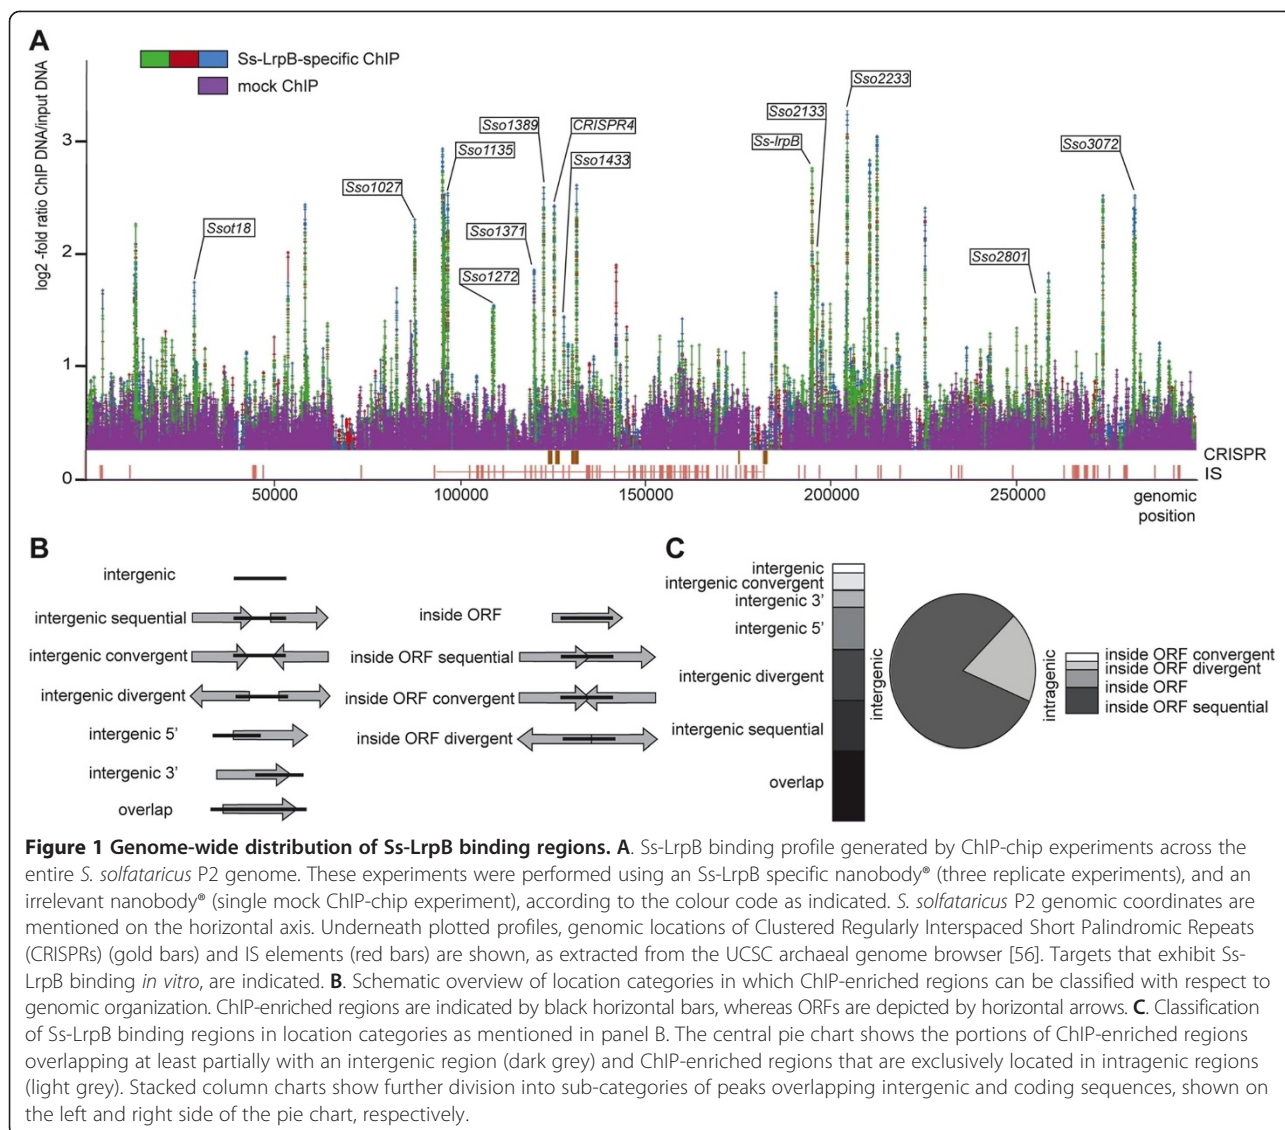 A
Ss-LrpB-specific ChIP
mock ChIP
log2 -fold ratio ChIP DNA/input DNA
3
2
1
0
Ssot18
Sso1027
Sso1135
Sso1272
Sso1371
Sso1389
CRISPR4
Sso1433
Ss-lrpB
Sso2133
Sso2233
Sso2801
Sso3072
CRISPR
IS
50000
100000
150000
200000
250000
genomic
position
B
intergenic
intergenic sequential
intergenic convergent
intergenic divergent
intergenic 5’
intergenic 3’
overlap
inside ORF
inside ORF sequential
inside ORF convergent
inside ORF divergent
C
intergenic
intergenic convergent
intergenic 3’
intergenic 5’
intergenic divergent
intergenic sequential
overlap
intergenic
intragenic
inside ORF convergent
inside ORF divergent
inside ORF
inside ORF sequential
Figure 1 Genome-wide distribution of Ss-LrpB binding regions. A. Ss-LrpB binding profile generated by ChIP-chip experiments across the
entire S. solfataricus P2 genome. These experiments were performed using an Ss-LrpB specific nanobody® (three replicate experiments), and an
irrelevant nanobody® (single mock ChIP-chip experiment), according to the colour code as indicated. S. solfataricus P2 genomic coordinates are
mentioned on the horizontal axis. Underneath plotted profiles, genomic locations of Clustered Regularly Interspaced Short Palindromic Repeats
(CRISPRs) (gold bars) and IS elements (red bars) are shown, as extracted from the UCSC archaeal genome browser [56]. Targets that exhibit Ss-
LrpB binding in vitro, are indicated. B. Schematic overview of location categories in which ChIP-enriched regions can be classified with respect to
genomic organization. ChIP-enriched regions are indicated by black horizontal bars, whereas ORFs are depicted by horizontal arrows. C. Classification
of Ss-LrpB binding regions in location categories as mentioned in panel B. The central pie chart shows the portions of ChIP-enriched regions
overlapping at least partially with an intergenic region (dark grey) and ChIP-enriched regions that are exclusively located in intragenic regions
(light grey). Stacked column charts show further division into sub-categories of peaks overlapping intergenic and coding sequences, shown on
the left and right side of the pie chart, respectively.